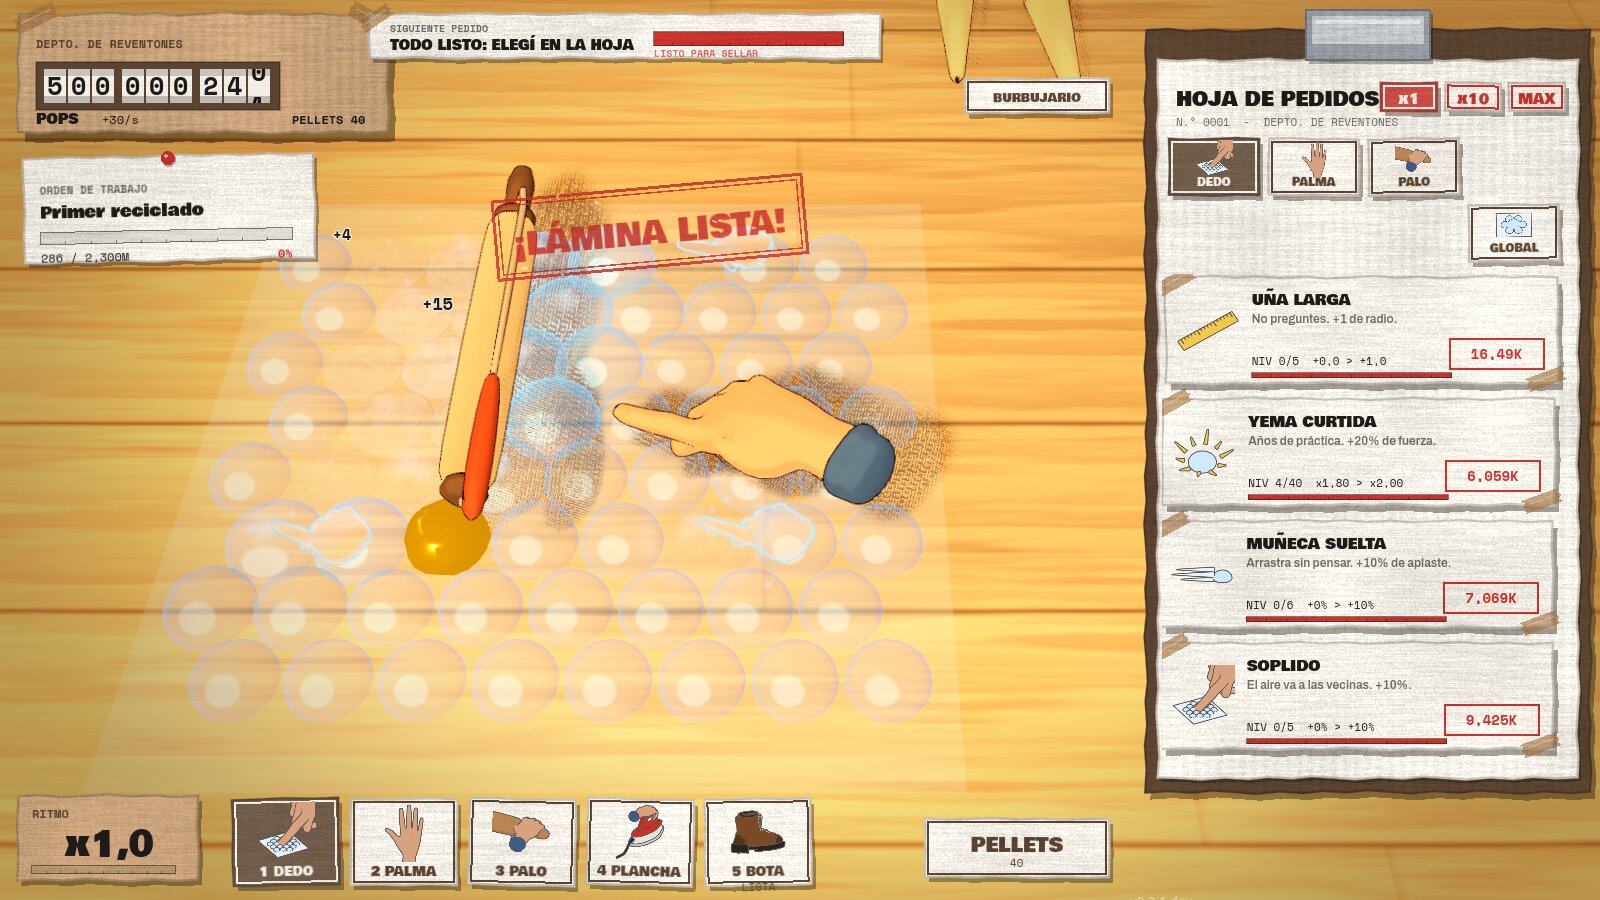 DEPTO. DE REVENTONES
500 000 24
POPS +30/s PELLETS 40
SIGUIENTE PEDIDO
TODO LISTO: ELEGÍ EN LA HOJA
LISTO PARA SELLAR
BURBUJARIO
ORDEN DE TRABAJO
Primer reciclado
286 / 2,300M 0%
+4
+15
¡LÁMINA LISTA!
HOJA DE PEDIDOS x1 x10 MAX
N.° 0001 - DEPTO. DE REVENTONES
DEDO PALMA PALO
GLOBAL
UÑA LARGA
No preguntes. +1 de radio.
NIV 0/5 +0,0 > +1,0 16,49K
YEMA CURTIDA
Años de práctica. +20% de fuerza.
NIV 4/40 x1,80 > x2,00 6,059K
MUÑECA SUELTA
Arrastra sin pensar. +10% de aplaste.
NIV 0/6 +0% > +10% 7,069K
SOPLIDO
El aire va a las vecinas. +10%.
NIV 0/5 +0% > +10% 9,425K
RITMO
x1,0
1 DEDO 2 PALMA 3 PALO 4 PLANCHA 5 BOTA
LISTA
PELLETS
40